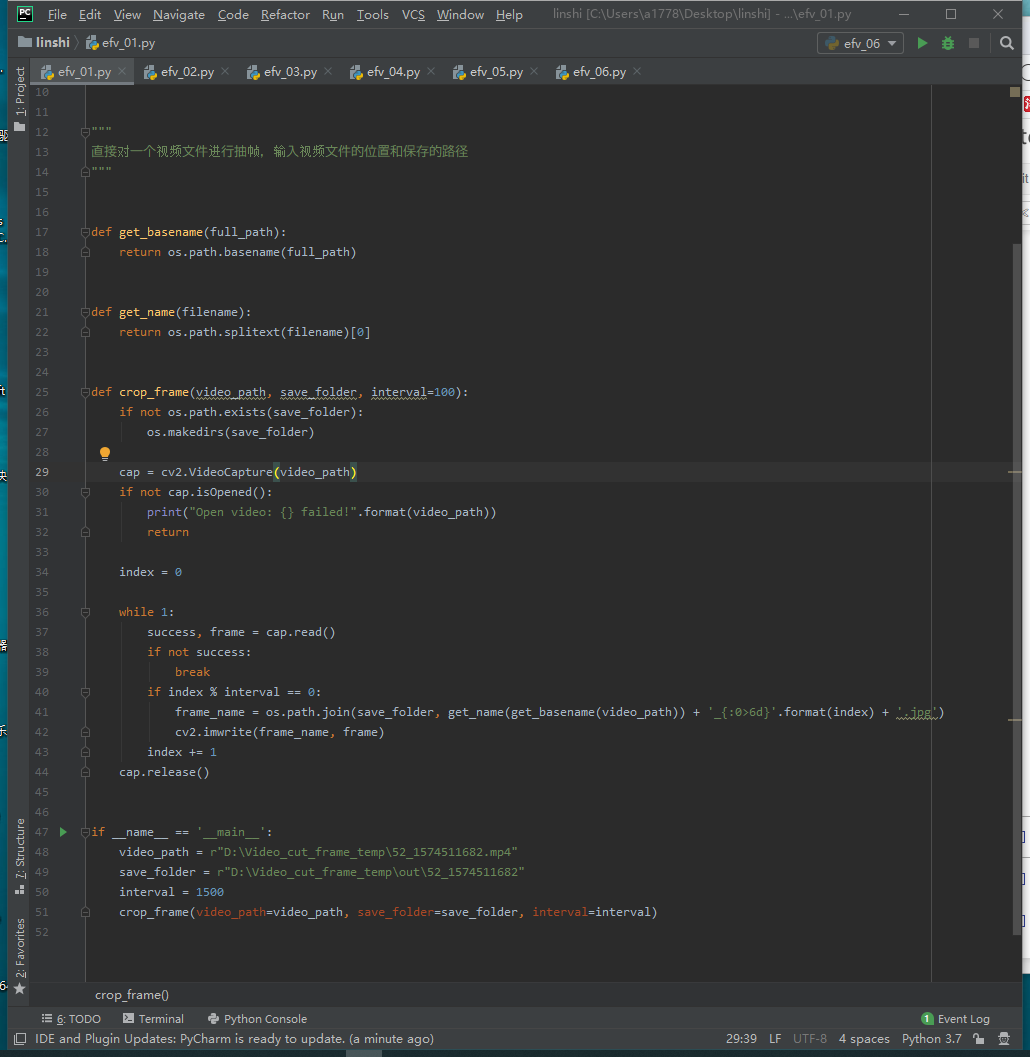 File Edit View Navigate Code Refactor Run Tools VCS Window Help linshi [C:\Users\a1778\Desktop\linshi] - ...\efv_01.py
linshi efv_01.py efv_06
efv_01.py efv_02.py efv_03.py efv_04.py efv_05.py efv_06.py
1: Project
10
11
12 """
13 直接对一个视频文件进行抽帧，输入视频文件的位置和保存的路径
14 """
15
16
17 def get_basename(full_path):
18 return os.path.basename(full_path)
19
20
21 def get_name(filename):
22 return os.path.splitext(filename)[0]
23
24
25 def crop_frame(video_path, save_folder, interval=100):
26 if not os.path.exists(save_folder):
27 os.makedirs(save_folder)
28
29 cap = cv2.VideoCapture(video_path)
30 if not cap.isOpened():
31 print("Open video: {} failed!".format(video_path))
32 return
33
34 index = 0
35
36 while 1:
37 success, frame = cap.read()
38 if not success:
39 break
40 if index % interval == 0:
41 frame_name = os.path.join(save_folder, get_name(get_basename(video_path)) + '_{:0>6d}'.format(index) + '.jpg')
42 cv2.imwrite(frame_name, frame)
43 index += 1
44 cap.release()
45
46
47 if __name__ == '__main__':
48 video_path = r"D:\Video_cut_frame_temp\52_1574511682.mp4"
49 save_folder = r"D:\Video_cut_frame_temp\out\52_1574511682"
50 interval = 1500
51 crop_frame(video_path=video_path, save_folder=save_folder, interval=interval)
52
7: Structure
2: Favorites
crop_frame()
6: TODO Terminal Python Console 1 Event Log
IDE and Plugin Updates: PyCharm is ready to update. (a minute ago) 29:39 LF UTF-8 4 spaces Python 3.7